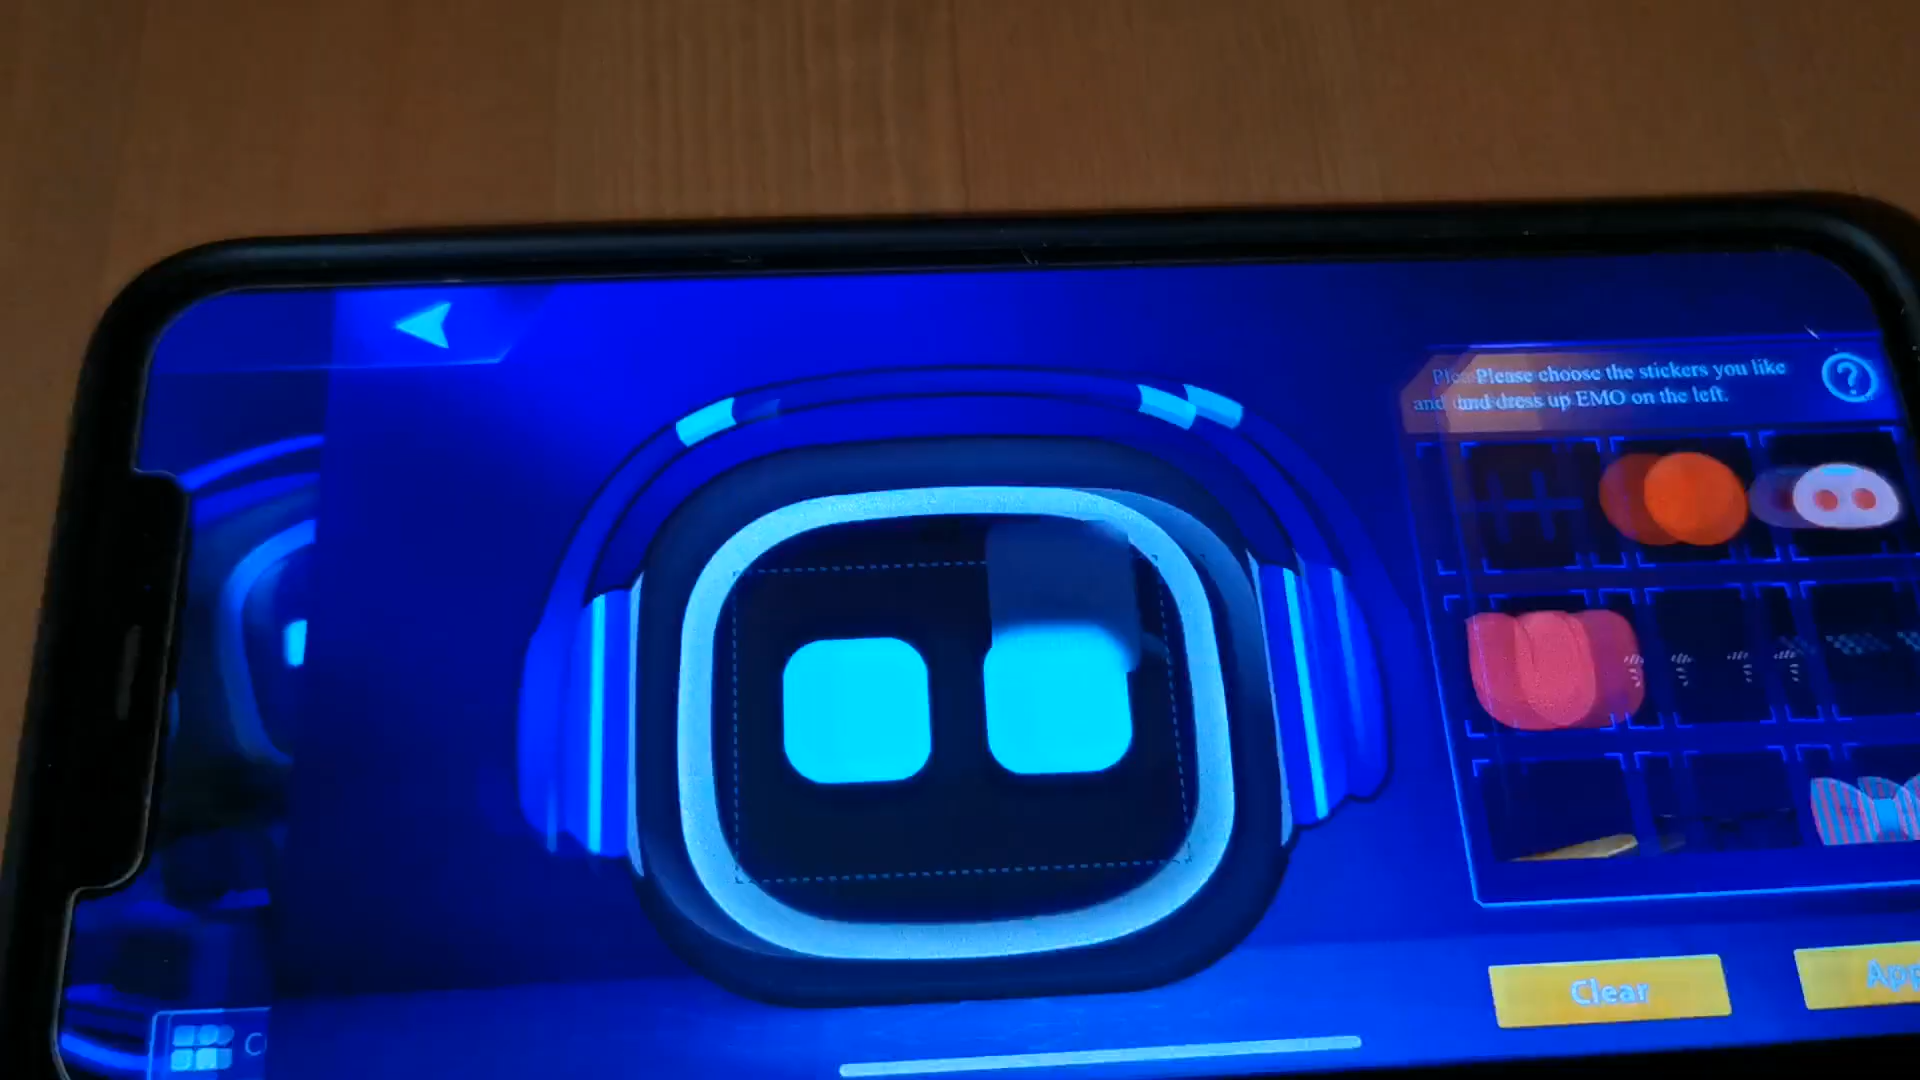 Please choose the stickers you like
and dress up EMO on the left.
?
Clear